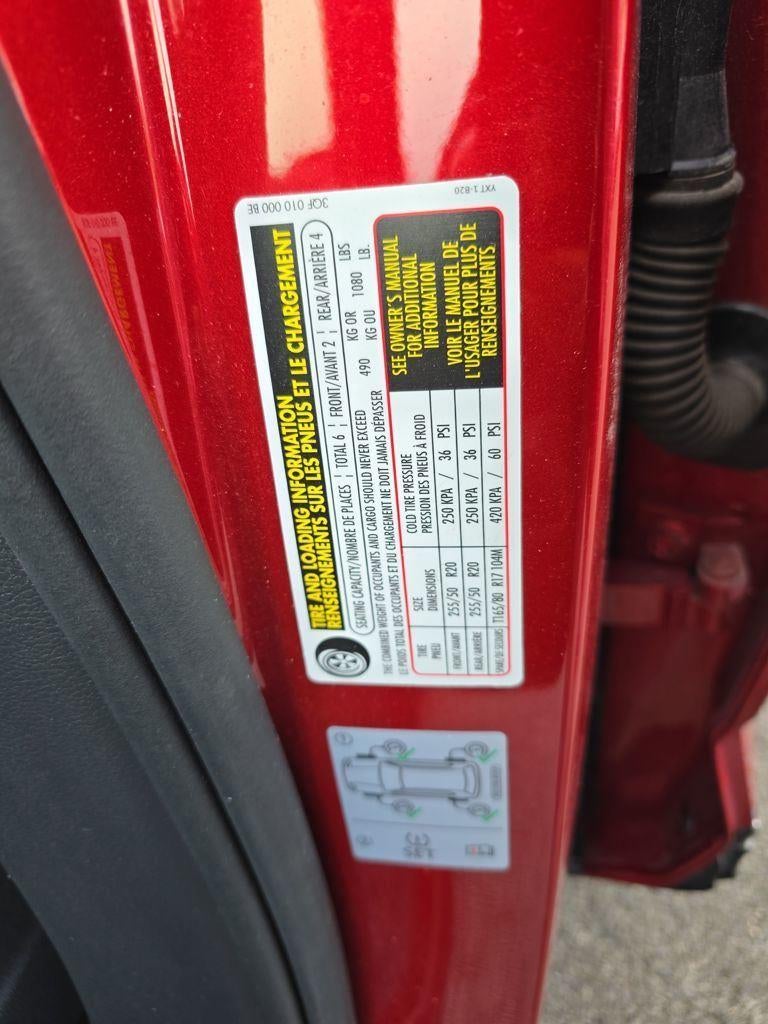 3QF 010 000 BE
YXT 1-B20
TIRE AND LOADING INFORMATION
RENSEIGNEMENTS SUR LES PNEUS ET LE CHARGEMENT
SEATING CAPACITY/NOMBRE DE PLACES ¦ TOTAL 6 ¦ FRONT/AVANT 2 ¦ REAR/ARRIÈRE 4
THE COMBINED WEIGHT OF OCCUPANTS AND CARGO SHOULD NEVER EXCEED 490 KG OR 1080 LBS
LE POIDS TOTAL DES OCCUPANTS ET DU CHARGEMENT NE DOIT JAMAIS DÉPASSER KG OU LB.
TIRE SIZE COLD TIRE PRESSURE
PNEU DIMENSIONS PRESSION DES PNEUS À FROID
FRONT/AVANT 255/50 R20 250 KPA / 36 PSI
REAR/ARRIÈRE 255/50 R20 250 KPA / 36 PSI
SPARE/DE SECOURS T165/80 R17 104M 420 KPA / 60 PSI
SEE OWNER'S MANUAL
FOR ADDITIONAL
INFORMATION
VOIR LE MANUEL DE
L'USAGER POUR PLUS DE
RENSEIGNEMENTS